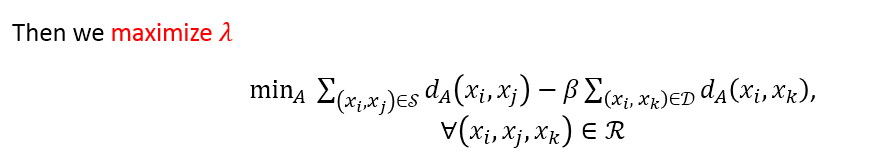 Then we maximize λ
min_A ∑_{(x_i,x_j)∈𝒮} d_A(x_i, x_j) − β ∑_{(x_i, x_k)∈𝒟} d_A(x_i, x_k),
∀(x_i, x_j, x_k) ∈ ℛ